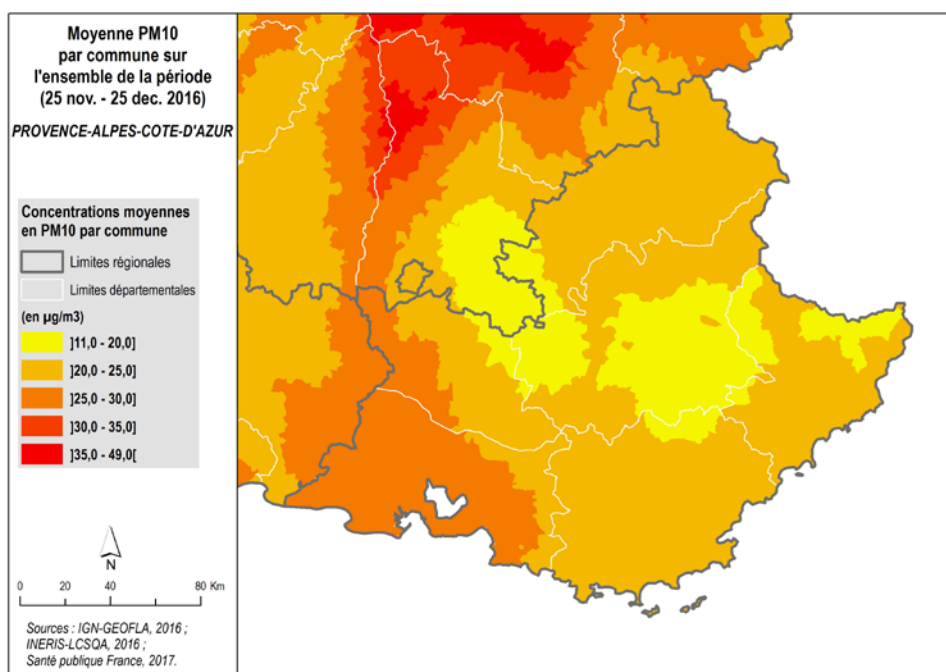 Moyenne PM10
par commune sur
l'ensemble de la période
(25 nov. - 25 dec. 2016)
PROVENCE-ALPES-COTE-D'AZUR
Concentrations moyennes
en PM10 par commune
Limites régionales
Limites départementales
(en µg/m3)
]11,0 - 20,0]
]20,0 - 25,0]
]25,0 - 30,0]
]30,0 - 35,0]
]35,0 - 49,0[
N
0 20 40 80 Km
Sources : IGN-GEOFLA, 2016 ;
INERIS-LCSQA, 2016 ;
Santé publique France, 2017.